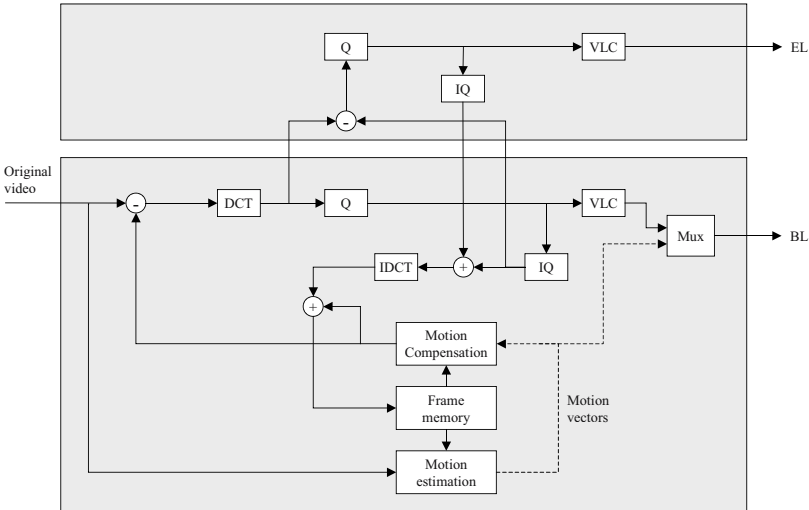 Q
VLC
EL
IQ
-
Original
video
-
DCT
Q
VLC
Mux
BL
IDCT
+
IQ
+
Motion
Compensation
Frame
memory
Motion
vectors
Motion
estimation